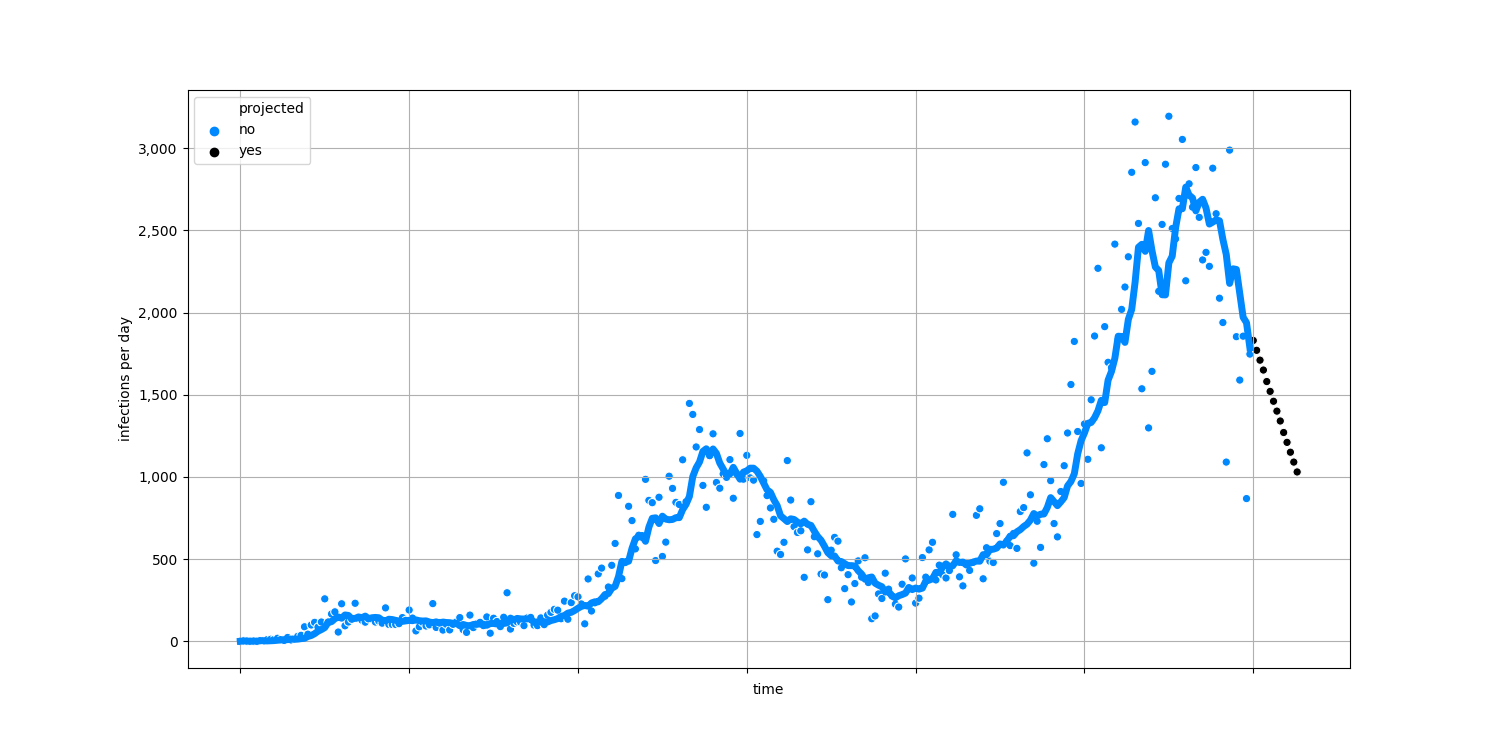 projected
no
yes
3,000
2,500
2,000
1,500
1,000
500
0
infections per day
time